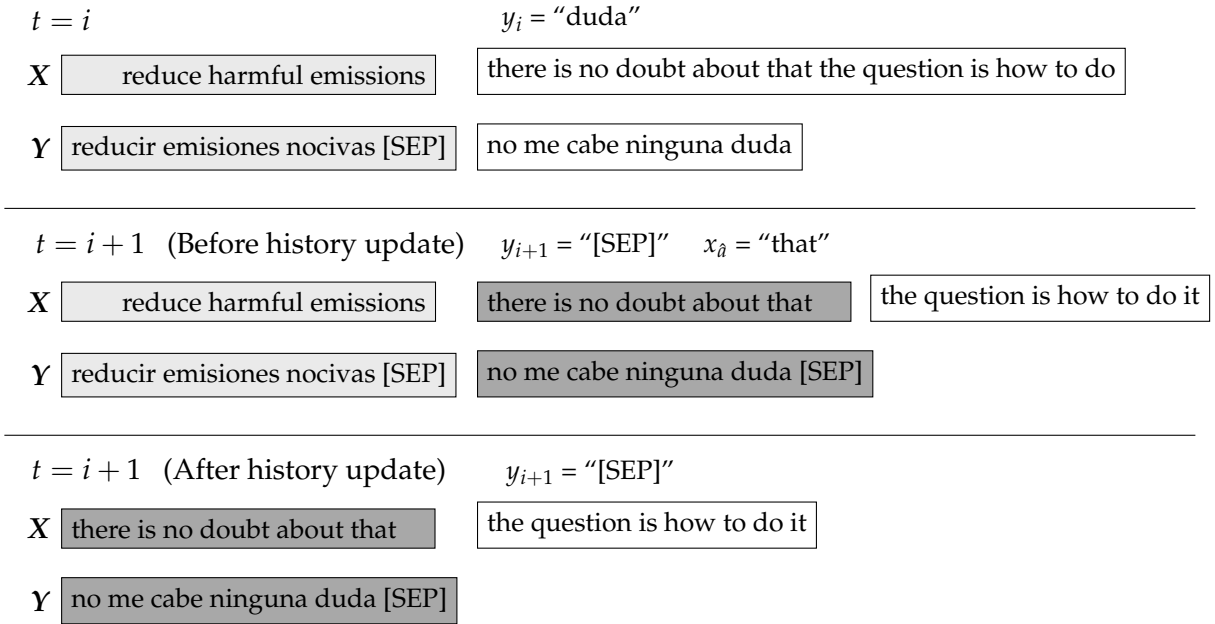 t = i y_i = “duda”
X reduce harmful emissions there is no doubt about that the question is how to do
Y reducir emisiones nocivas [SEP] no me cabe ninguna duda
t = i + 1 (Before history update) y_{i+1} = “[SEP]” x_â = “that”
X reduce harmful emissions there is no doubt about that the question is how to do it
Y reducir emisiones nocivas [SEP] no me cabe ninguna duda [SEP]
t = i + 1 (After history update) y_{i+1} = “[SEP]”
X there is no doubt about that the question is how to do it
Y no me cabe ninguna duda [SEP]